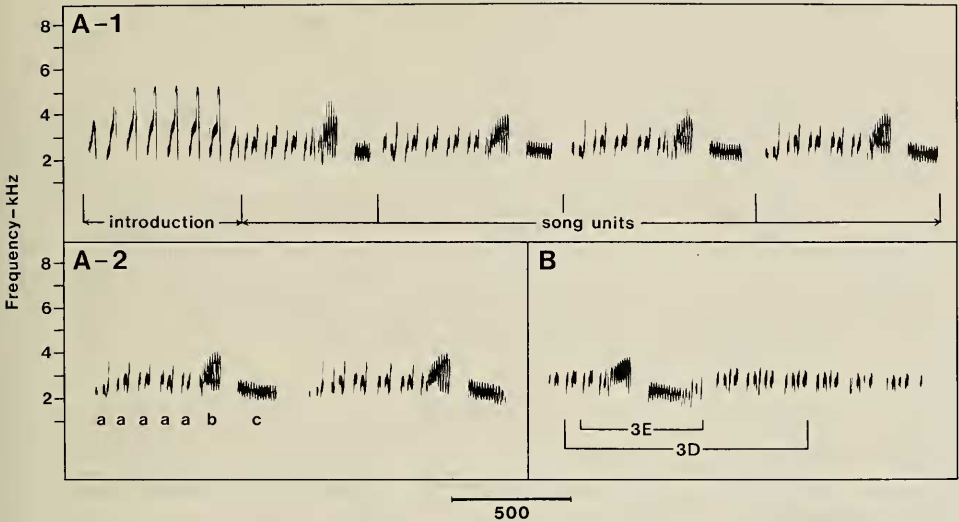 A-1
8
6
4
2
introduction
song units
Frequency–kHz
A-2
8
6
4
2
a a a a a b c
B
3E
3D
500